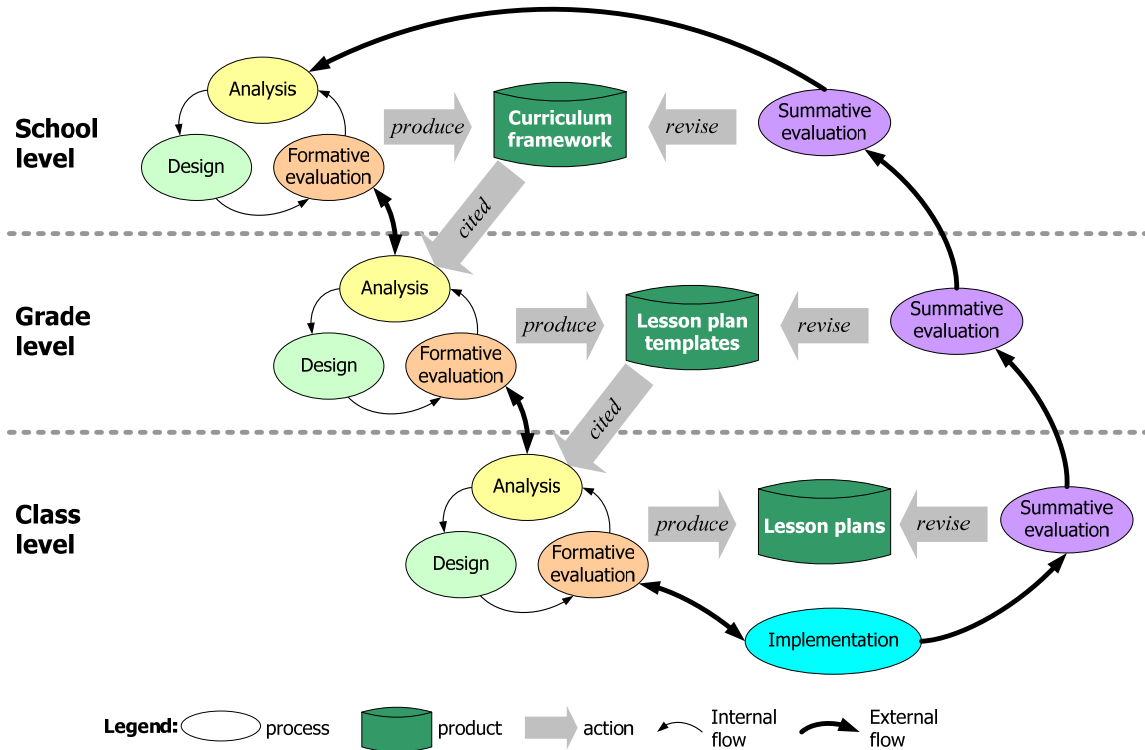 School
level
Analysis
Design
Formative
evaluation
produce
Curriculum
framework
revise
Summative
evaluation
cited
Grade
level
Analysis
Design
Formative
evaluation
produce
Lesson plan
templates
revise
Summative
evaluation
cited
Class
level
Analysis
Design
Formative
evaluation
produce
Lesson plans
revise
Summative
evaluation
Implementation
Legend:
process
product
action
Internal
flow
External
flow